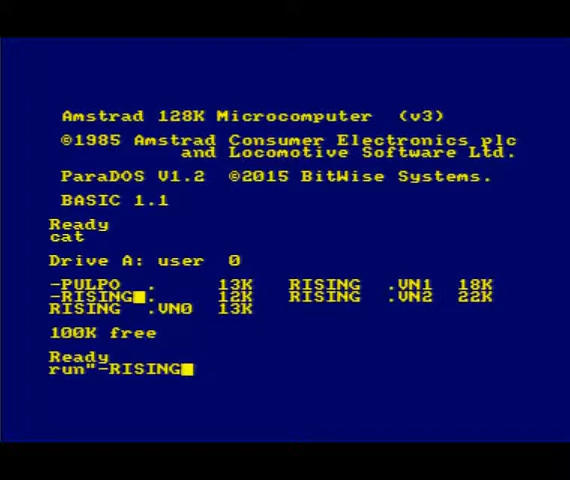 Amstrad 128K Microcomputer  (v3)
©1985 Amstrad Consumer Electronics plc
and Locomotive Software Ltd.
ParaDOS V1.2  ©2015 BitWise Systems.
BASIC 1.1
Ready
cat
Drive A: user  0
-PULPO  .     13K   RISING  .VN1  18K
-RISING .     12K   RISING  .VN2  22K
RISING  .VN0  13K
100K free
Ready
run"-RISING